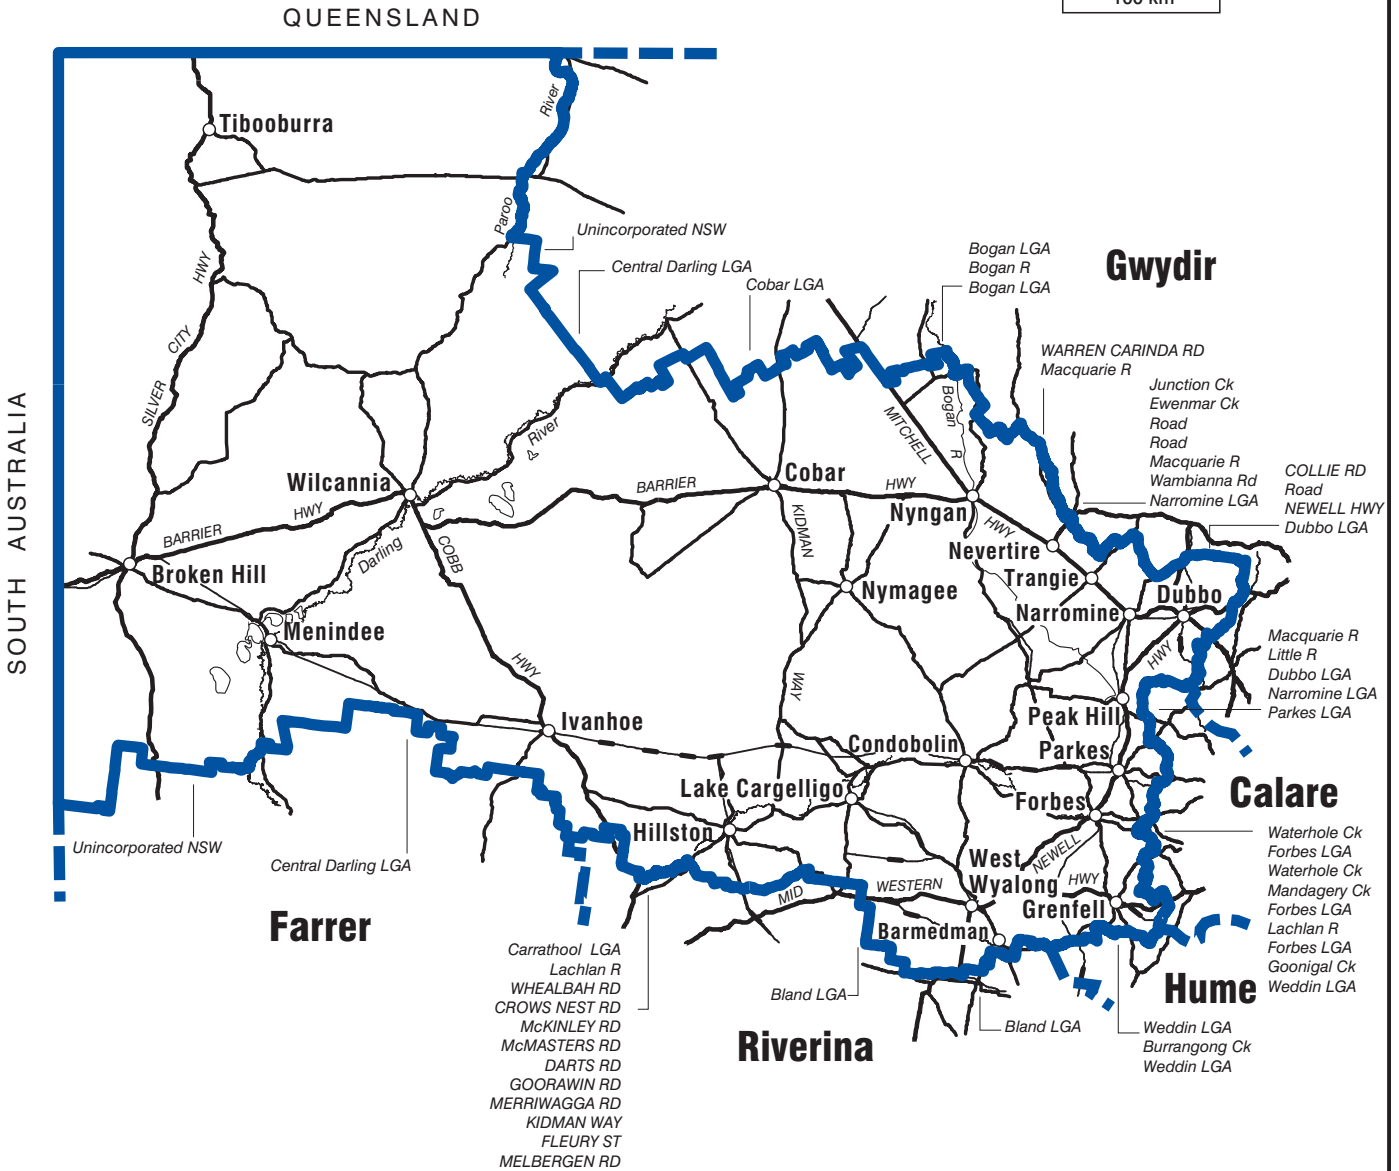 QUEENSLAND
Tibooburra
River
Paroo
Unincorporated NSW
Central Darling LGA
Cobar LGA
Bogan LGA
Bogan R
Bogan LGA
Gwydir
WARREN CARINDA RD
Macquarie R
Junction Ck
Ewenmar Ck
Road
Road
Macquarie R
Wambianna Rd
Narromine LGA
COLLIE RD
Road
NEWELL HWY
Dubbo LGA
SILVER
CITY
HWY
SOUTH AUSTRALIA
Wilcannia
River
Darling
BARRIER
HWY
Broken Hill
Menindee
COBB
HWY
BARRIER
HWY
Cobar
MITCHELL
HWY
Bogan
R
Nyngan
Nevertire
Trangie
Narromine
Dubbo
HWY
KIDMAN
WAY
Nymagee
Macquarie R
Little R
Dubbo LGA
Narromine LGA
Parkes LGA
Ivanhoe
Peak Hill
Condobolin
Parkes
Lake Cargelligo
Forbes
Hillston
Calare
Unincorporated NSW
Central Darling LGA
Farrer
MID
WESTERN
West
Wyalong
NEWELL
HWY
Grenfell
Barmedman
Waterhole Ck
Forbes LGA
Waterhole Ck
Mandagery Ck
Forbes LGA
Lachlan R
Forbes LGA
Goonigal Ck
Weddin LGA
Hume
Carrathool LGA
Lachlan R
WHEALBAH RD
CROWS NEST RD
McKINLEY RD
McMASTERS RD
DARTS RD
GOORAWIN RD
MERRIWAGGA RD
KIDMAN WAY
FLEURY ST
MELBERGEN RD
Bland LGA
Riverina
Bland LGA
Weddin LGA
Burrangong Ck
Weddin LGA